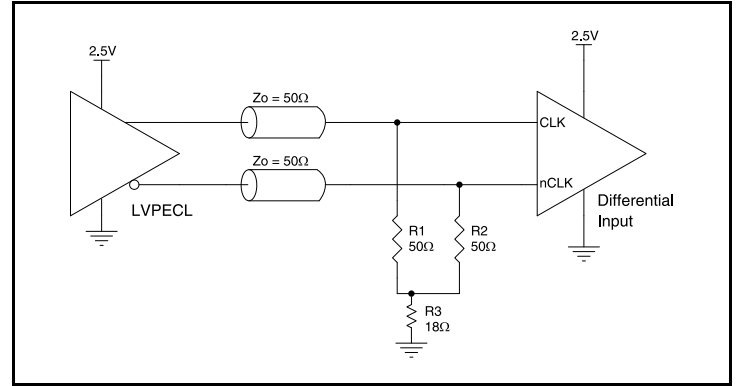 2.5V
2.5V
Zo = 50Ω
CLK
Zo = 50Ω
nCLK
LVPECL
Differential
Input
R1
50Ω
R2
50Ω
R3
18Ω